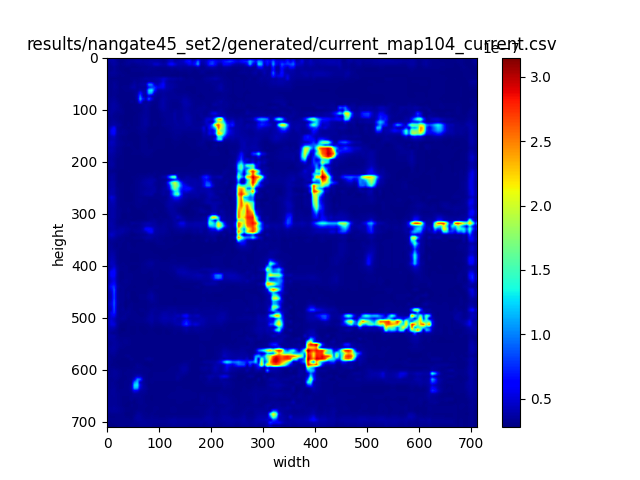 results/nangate45_set2/generated/current_map104_current.csv
1e−7
0
100
200
300
400
500
600
700
height
0 100 200 300 400 500 600 700
width
3.0
2.5
2.0
1.5
1.0
0.5